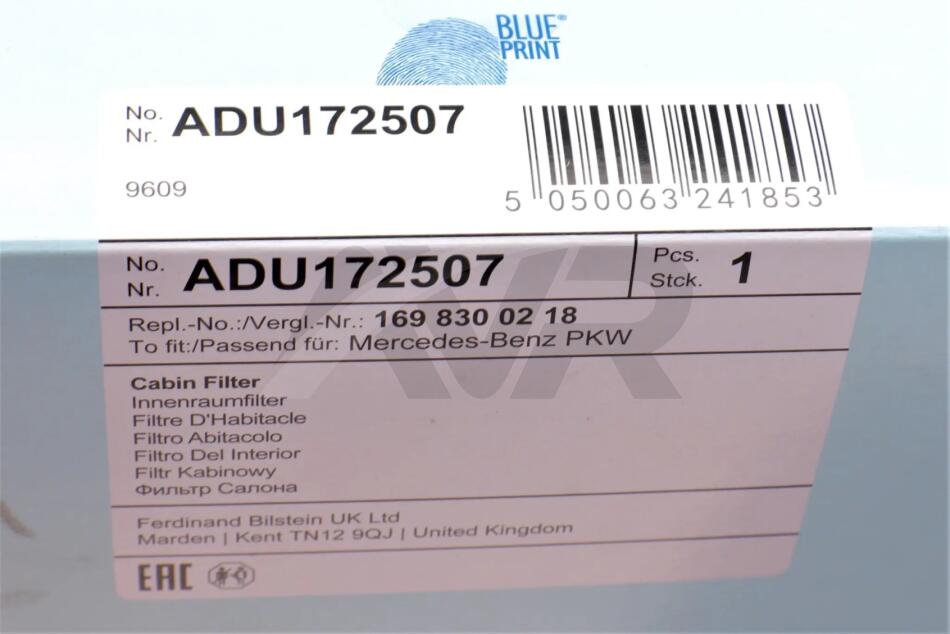 BLUE®
PRINT
No.
Nr. ADU172507
9609
5 050063 241853
No.
Nr. ADU172507
Pcs.
Stck. 1
Repl.-No.:/Vergl.-Nr.: 169 830 02 18
To fit:/Passend für: Mercedes-Benz PKW
Cabin Filter
Innenraumfilter
Filtre D'Habitacle
Filtro Abitacolo
Filtro Del Interior
Filtr Kabinowy
Фильтр Салона
Ferdinand Bilstein UK Ltd
Marden | Kent TN12 9QJ | United Kingdom
EAC
AVR